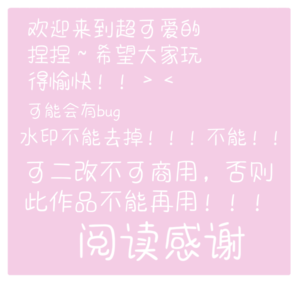 欢迎来到超可爱的
捏捏~希望大家玩
得愉快！！＞＜
可能会有bug
水印不能去掉！！！不能！！
可二改不可商用，否则
此作品不能再用！！！
阅读感谢